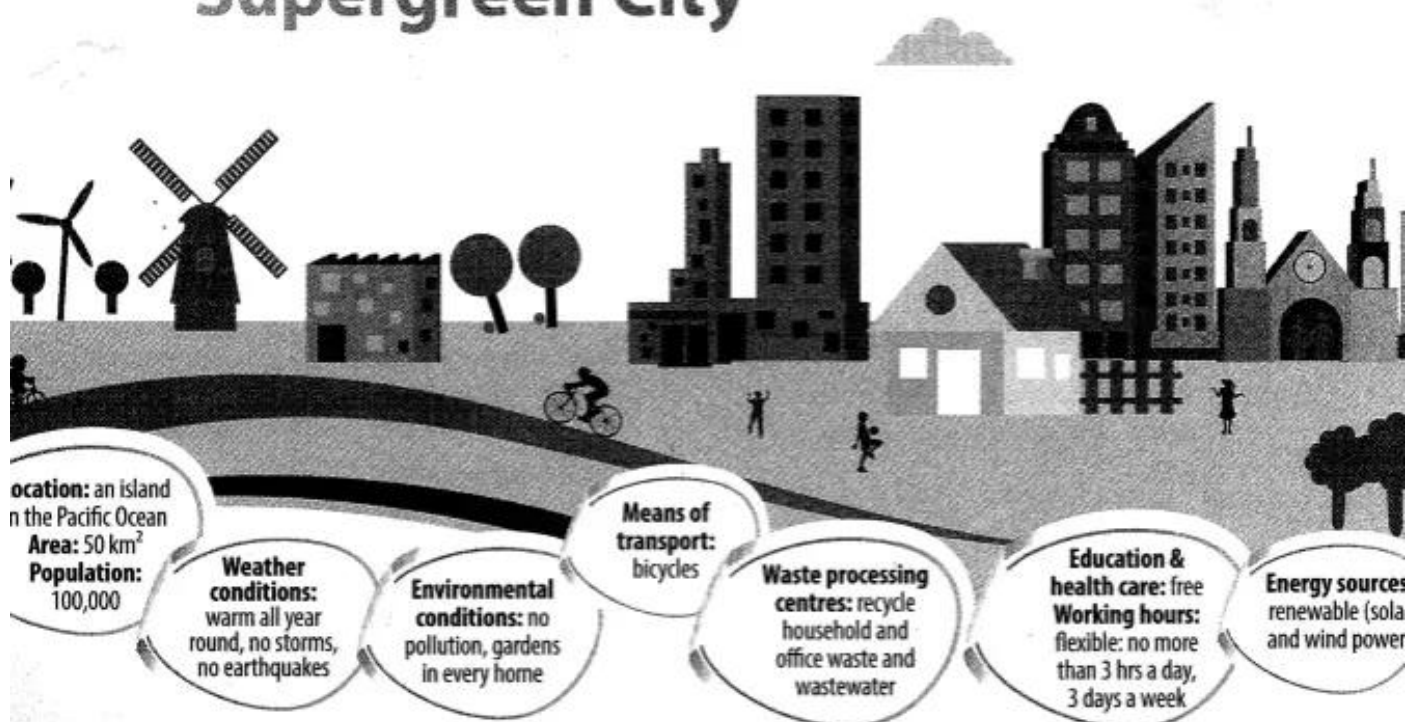 Supergreen City
ocation: an island
n the Pacific Ocean
Area: 50 km²
Population:
100,000
Weather
conditions:
warm all year
round, no storms,
no earthquakes
Environmental
conditions: no
pollution, gardens
in every home
Means of
transport:
bicycles
Waste processing
centres: recycle
household and
office waste and
wastewater
Education &
health care: free
Working hours:
flexible: no more
than 3 hrs a day,
3 days a week
Energy sources
renewable (sola
and wind power